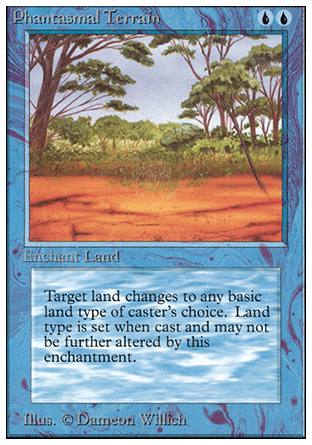 Phantasmal Terrain
Enchant Land
Target land changes to any basic
land type of caster's choice. Land
type is set when cast and may not
be further altered by this
enchantment.
Illus. © Dameon Willich